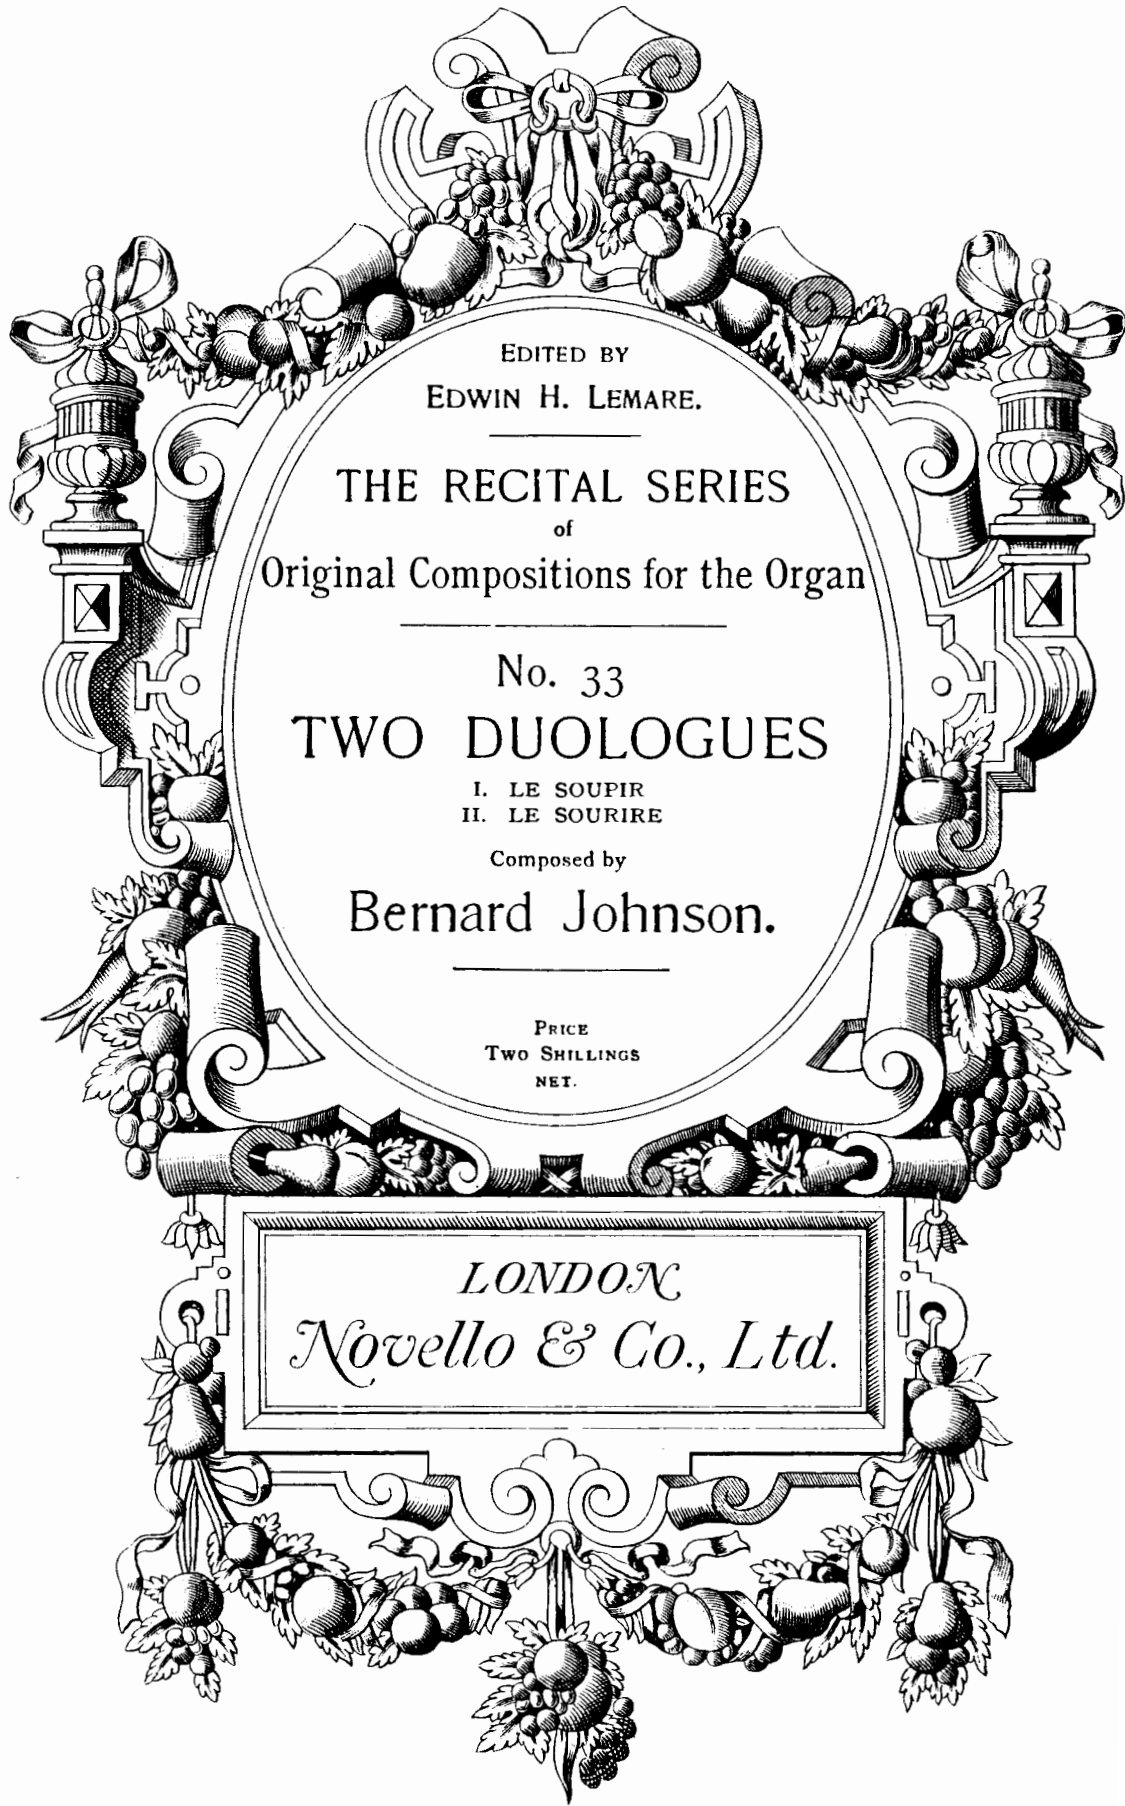 EDITED BY
EDWIN H. LEMARE.
THE RECITAL SERIES
of
Original Compositions for the Organ
No. 33
TWO DUOLOGUES
I. LE SOUPIR
II. LE SOURIRE
Composed by
Bernard Johnson.
PRICE
TWO SHILLINGS
NET.
LONDON,
Novello & Co., Ltd.